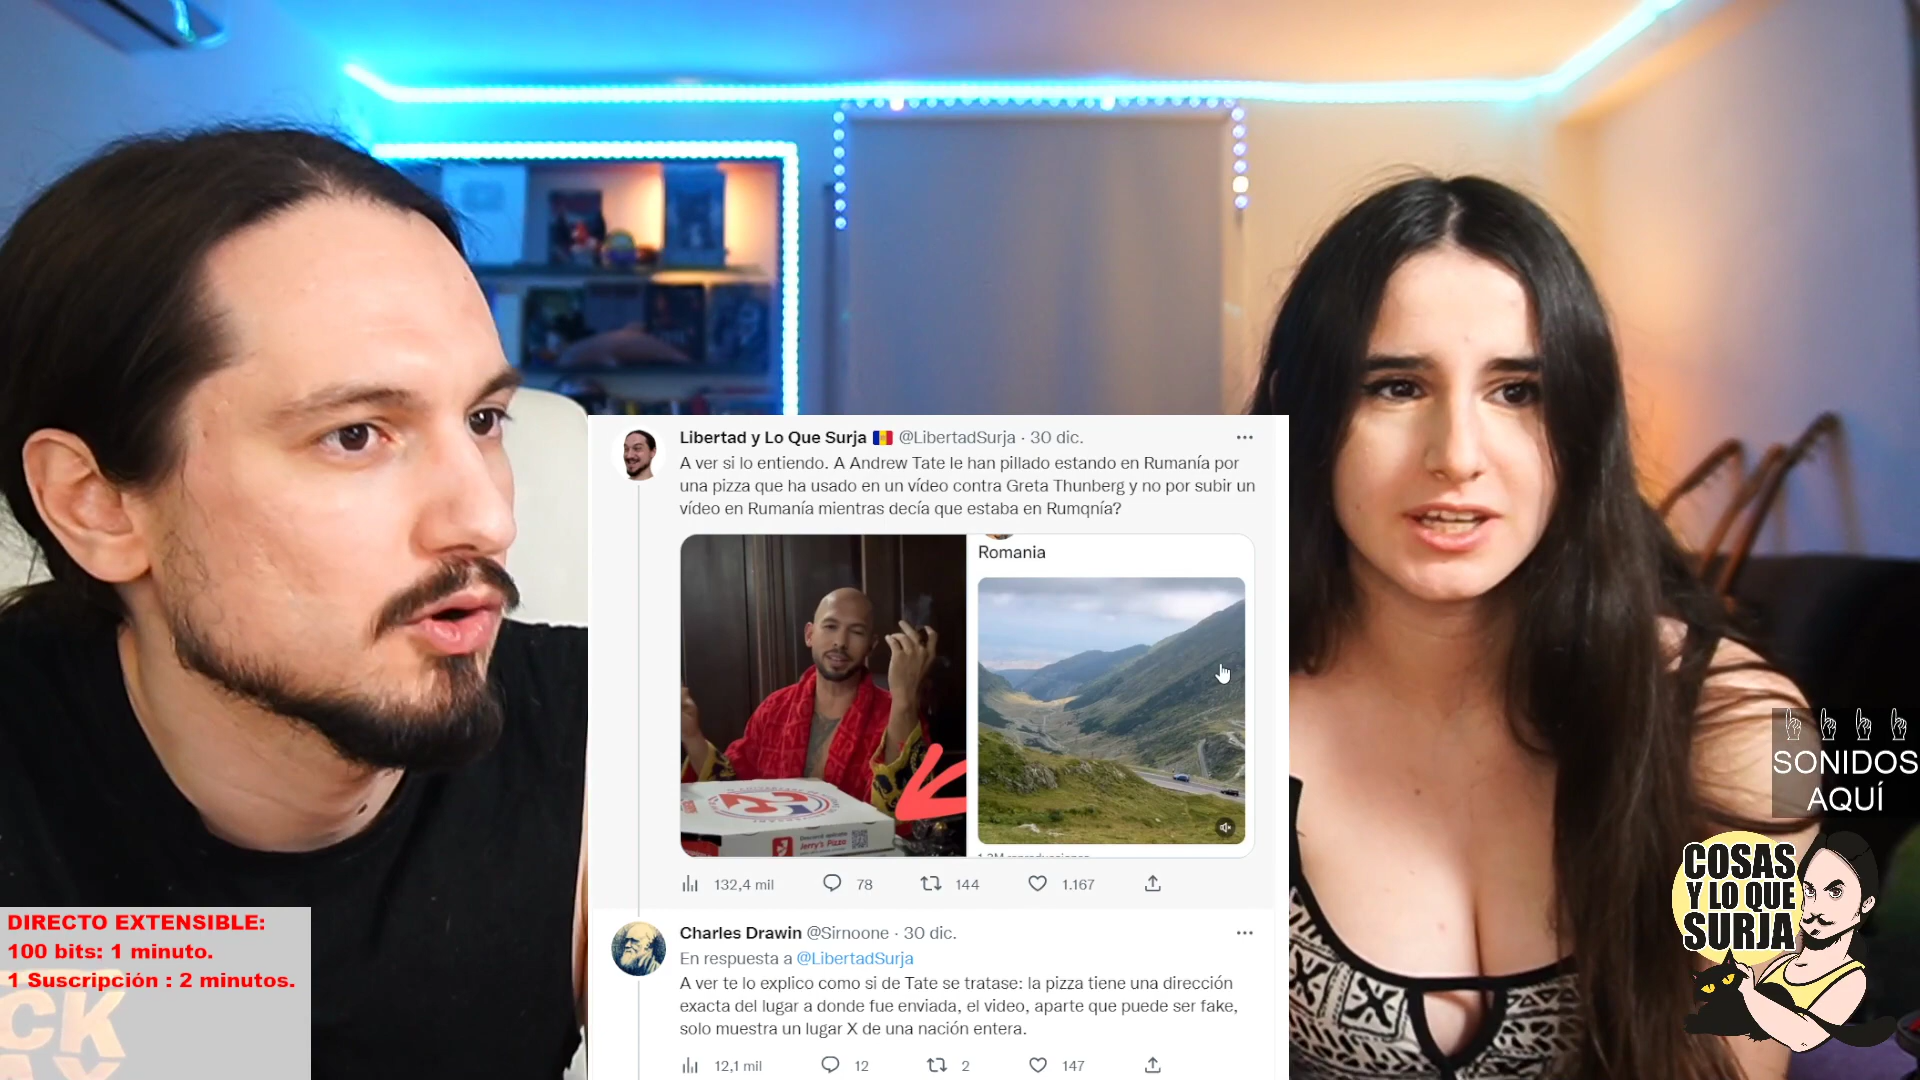 Libertad y Lo Que Surja @LibertadSurja · 30 dic.
A ver si lo entiendo. A Andrew Tate le han pillado estando en Rumanía por
una pizza que ha usado en un vídeo contra Greta Thunberg y no por subir un
vídeo en Rumanía mientras decía que estaba en Rumqnía?
Romania
Jerry's Pizza
132,4 mil 78 144 1.167
Charles Drawin @Sirnoone · 30 dic.
En respuesta a @LibertadSurja
A ver te lo explico como si de Tate se tratase: la pizza tiene una dirección
exacta del lugar a donde fue enviada, el video, aparte que puede ser fake,
solo muestra un lugar X de una nación entera.
12,1 mil 12 2 147
DIRECTO EXTENSIBLE:
100 bits: 1 minuto.
1 Suscripción : 2 minutos.
SONIDOS
AQUÍ
COSAS
Y LO QUE
SURJA